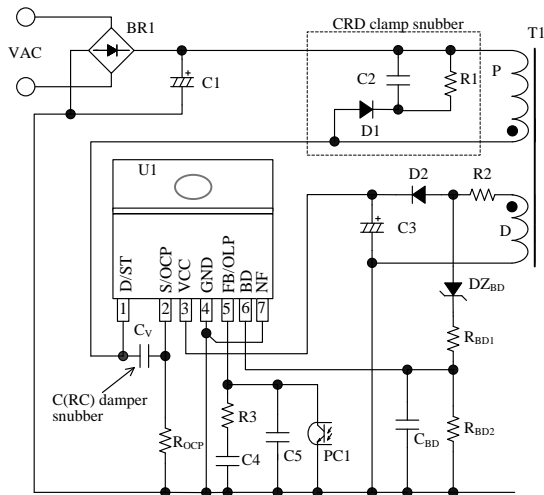 CRD clamp snubber
BR1
T1
VAC
C1
C2
R1
P
D1
U1
D2
R2
C3
D
D/ST
S/OCP
VCC
GND
FB/OLP
BD
NF
DZBD
1 2 3 4 5 6 7
CV
RBD1
C(RC) damper
snubber
ROCP
R3
C4
C5
PC1
CBD
RBD2